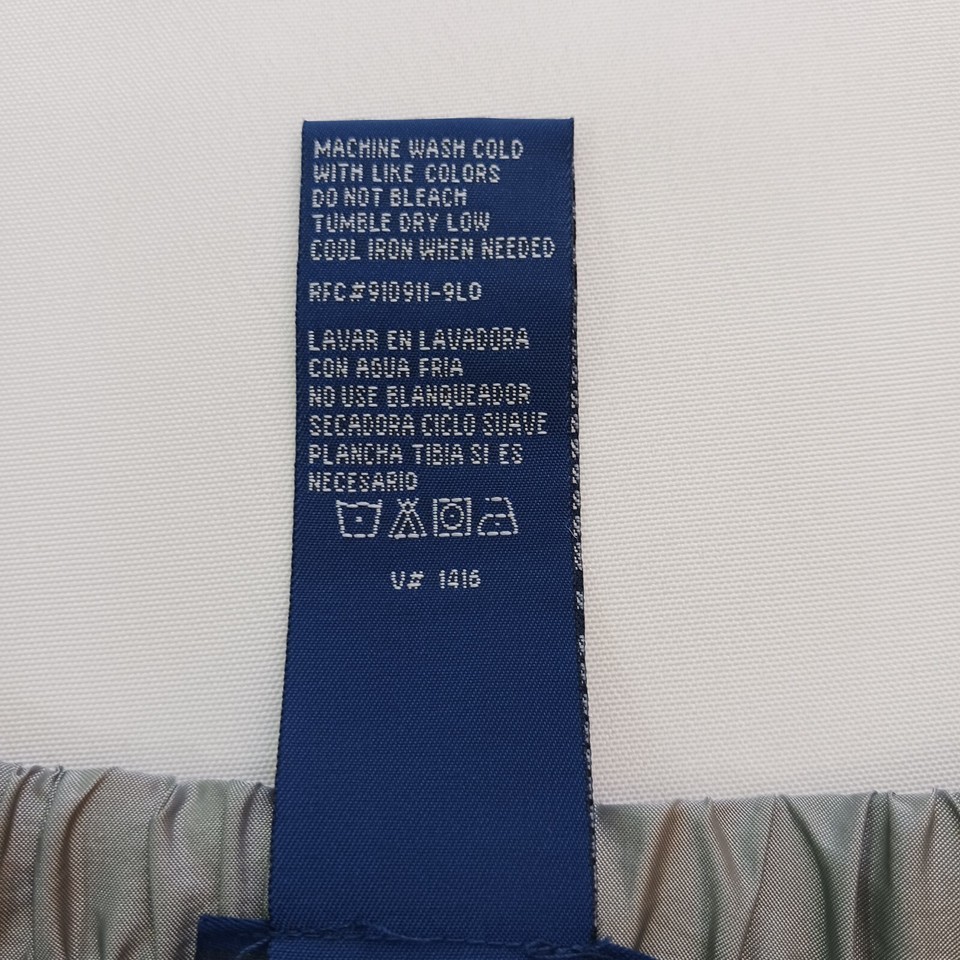 MACHINE WASH COLD
WITH LIKE COLORS
DO NOT BLEACH
TUMBLE DRY LOW
COOL IRON WHEN NEEDED
RFC#910911-9LO
LAVAR EN LAVADORA
CON AGUA FRIA
NO USE BLANQUEADOR
SECADORA CICLO SUAVE
PLANCHA TIBIA SI ES
NECESARIO
V# 1416